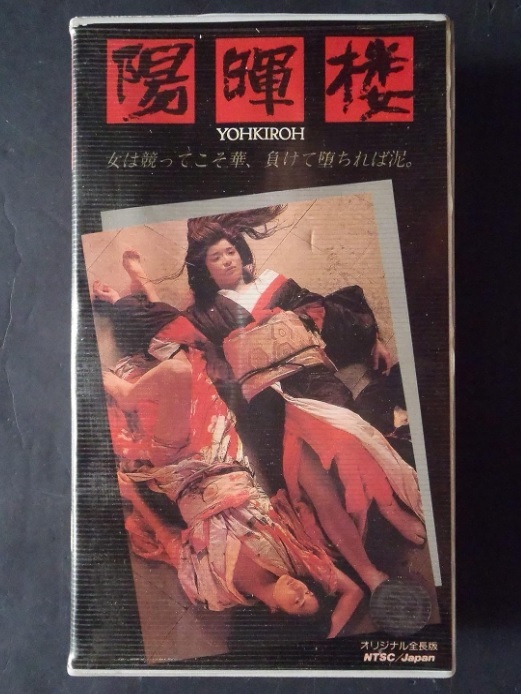 陽暉楼
YOHKIROH
女は競ってこそ華、負けて堕ちれば泥。
オリジナル全長版
NTSC/Japan